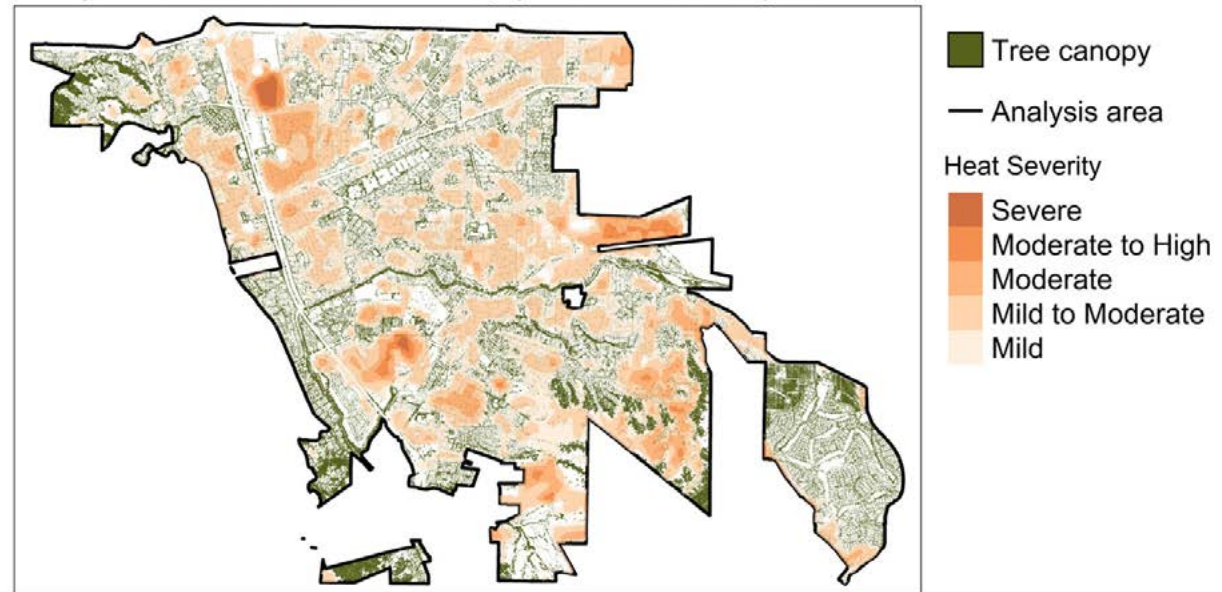 Tree canopy
Analysis area
Heat Severity
Severe
Moderate to High
Moderate
Mild to Moderate
Mild